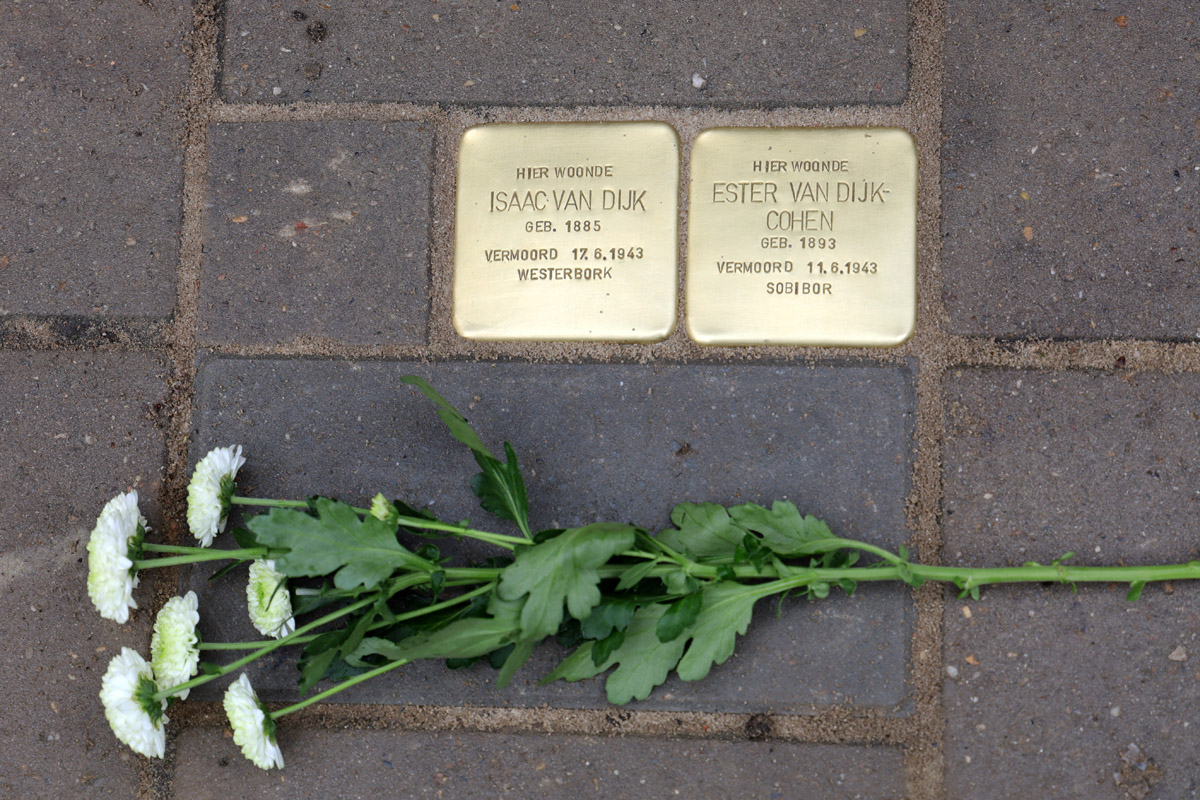 HIER WOONDE
ISAAC VAN DIJK
GEB. 1885
VERMOORD 17.6.1943
WESTERBORK
HIER WOONDE
ESTER VAN DIJK-
COHEN
GEB. 1893
VERMOORD 11.6.1943
SOBIBOR